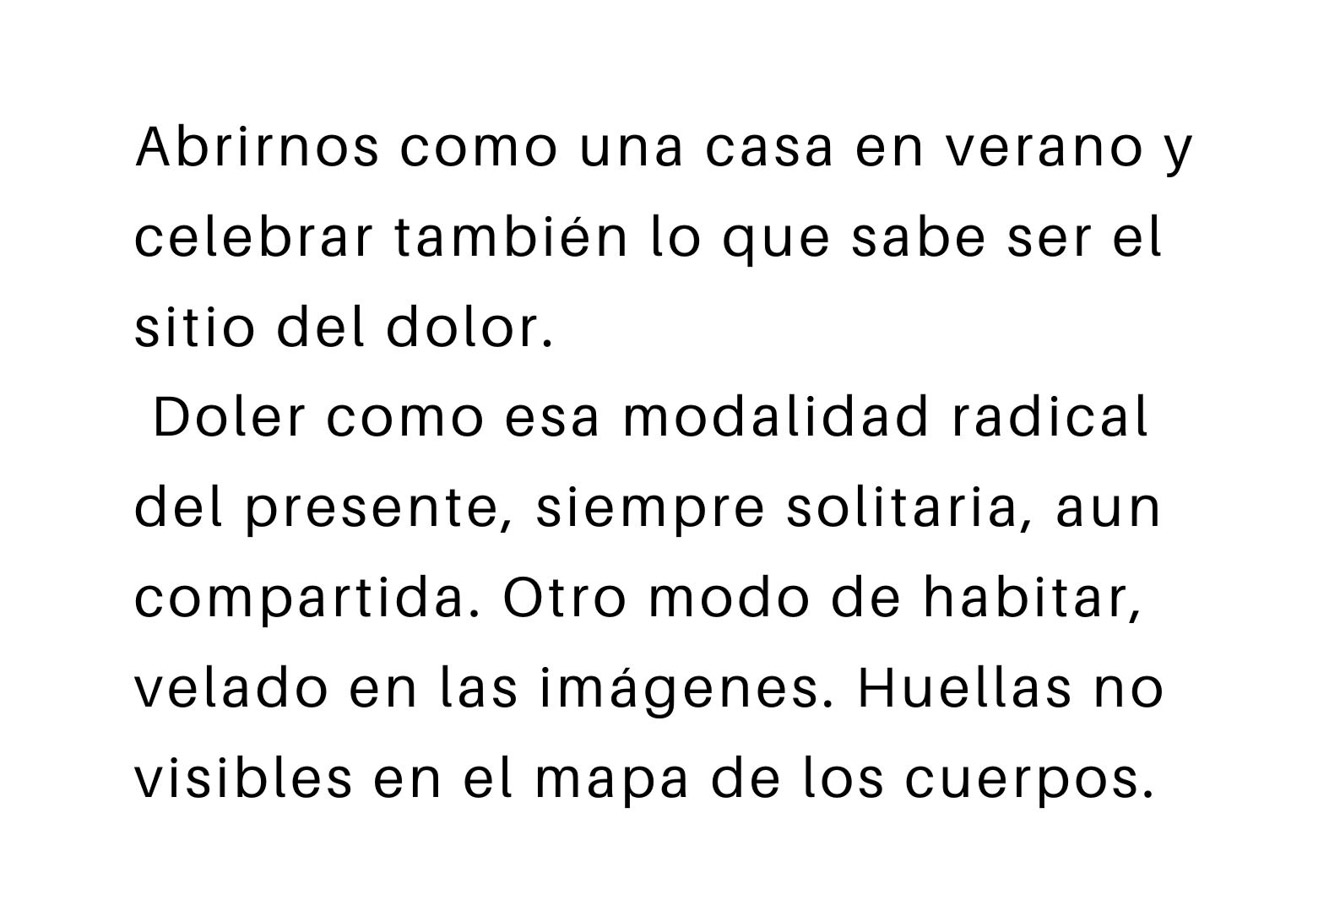 Abrirnos como una casa en verano y
celebrar también lo que sabe ser el
sitio del dolor.
Doler como esa modalidad radical
del presente, siempre solitaria, aun
compartida. Otro modo de habitar,
velado en las imágenes. Huellas no
visibles en el mapa de los cuerpos.